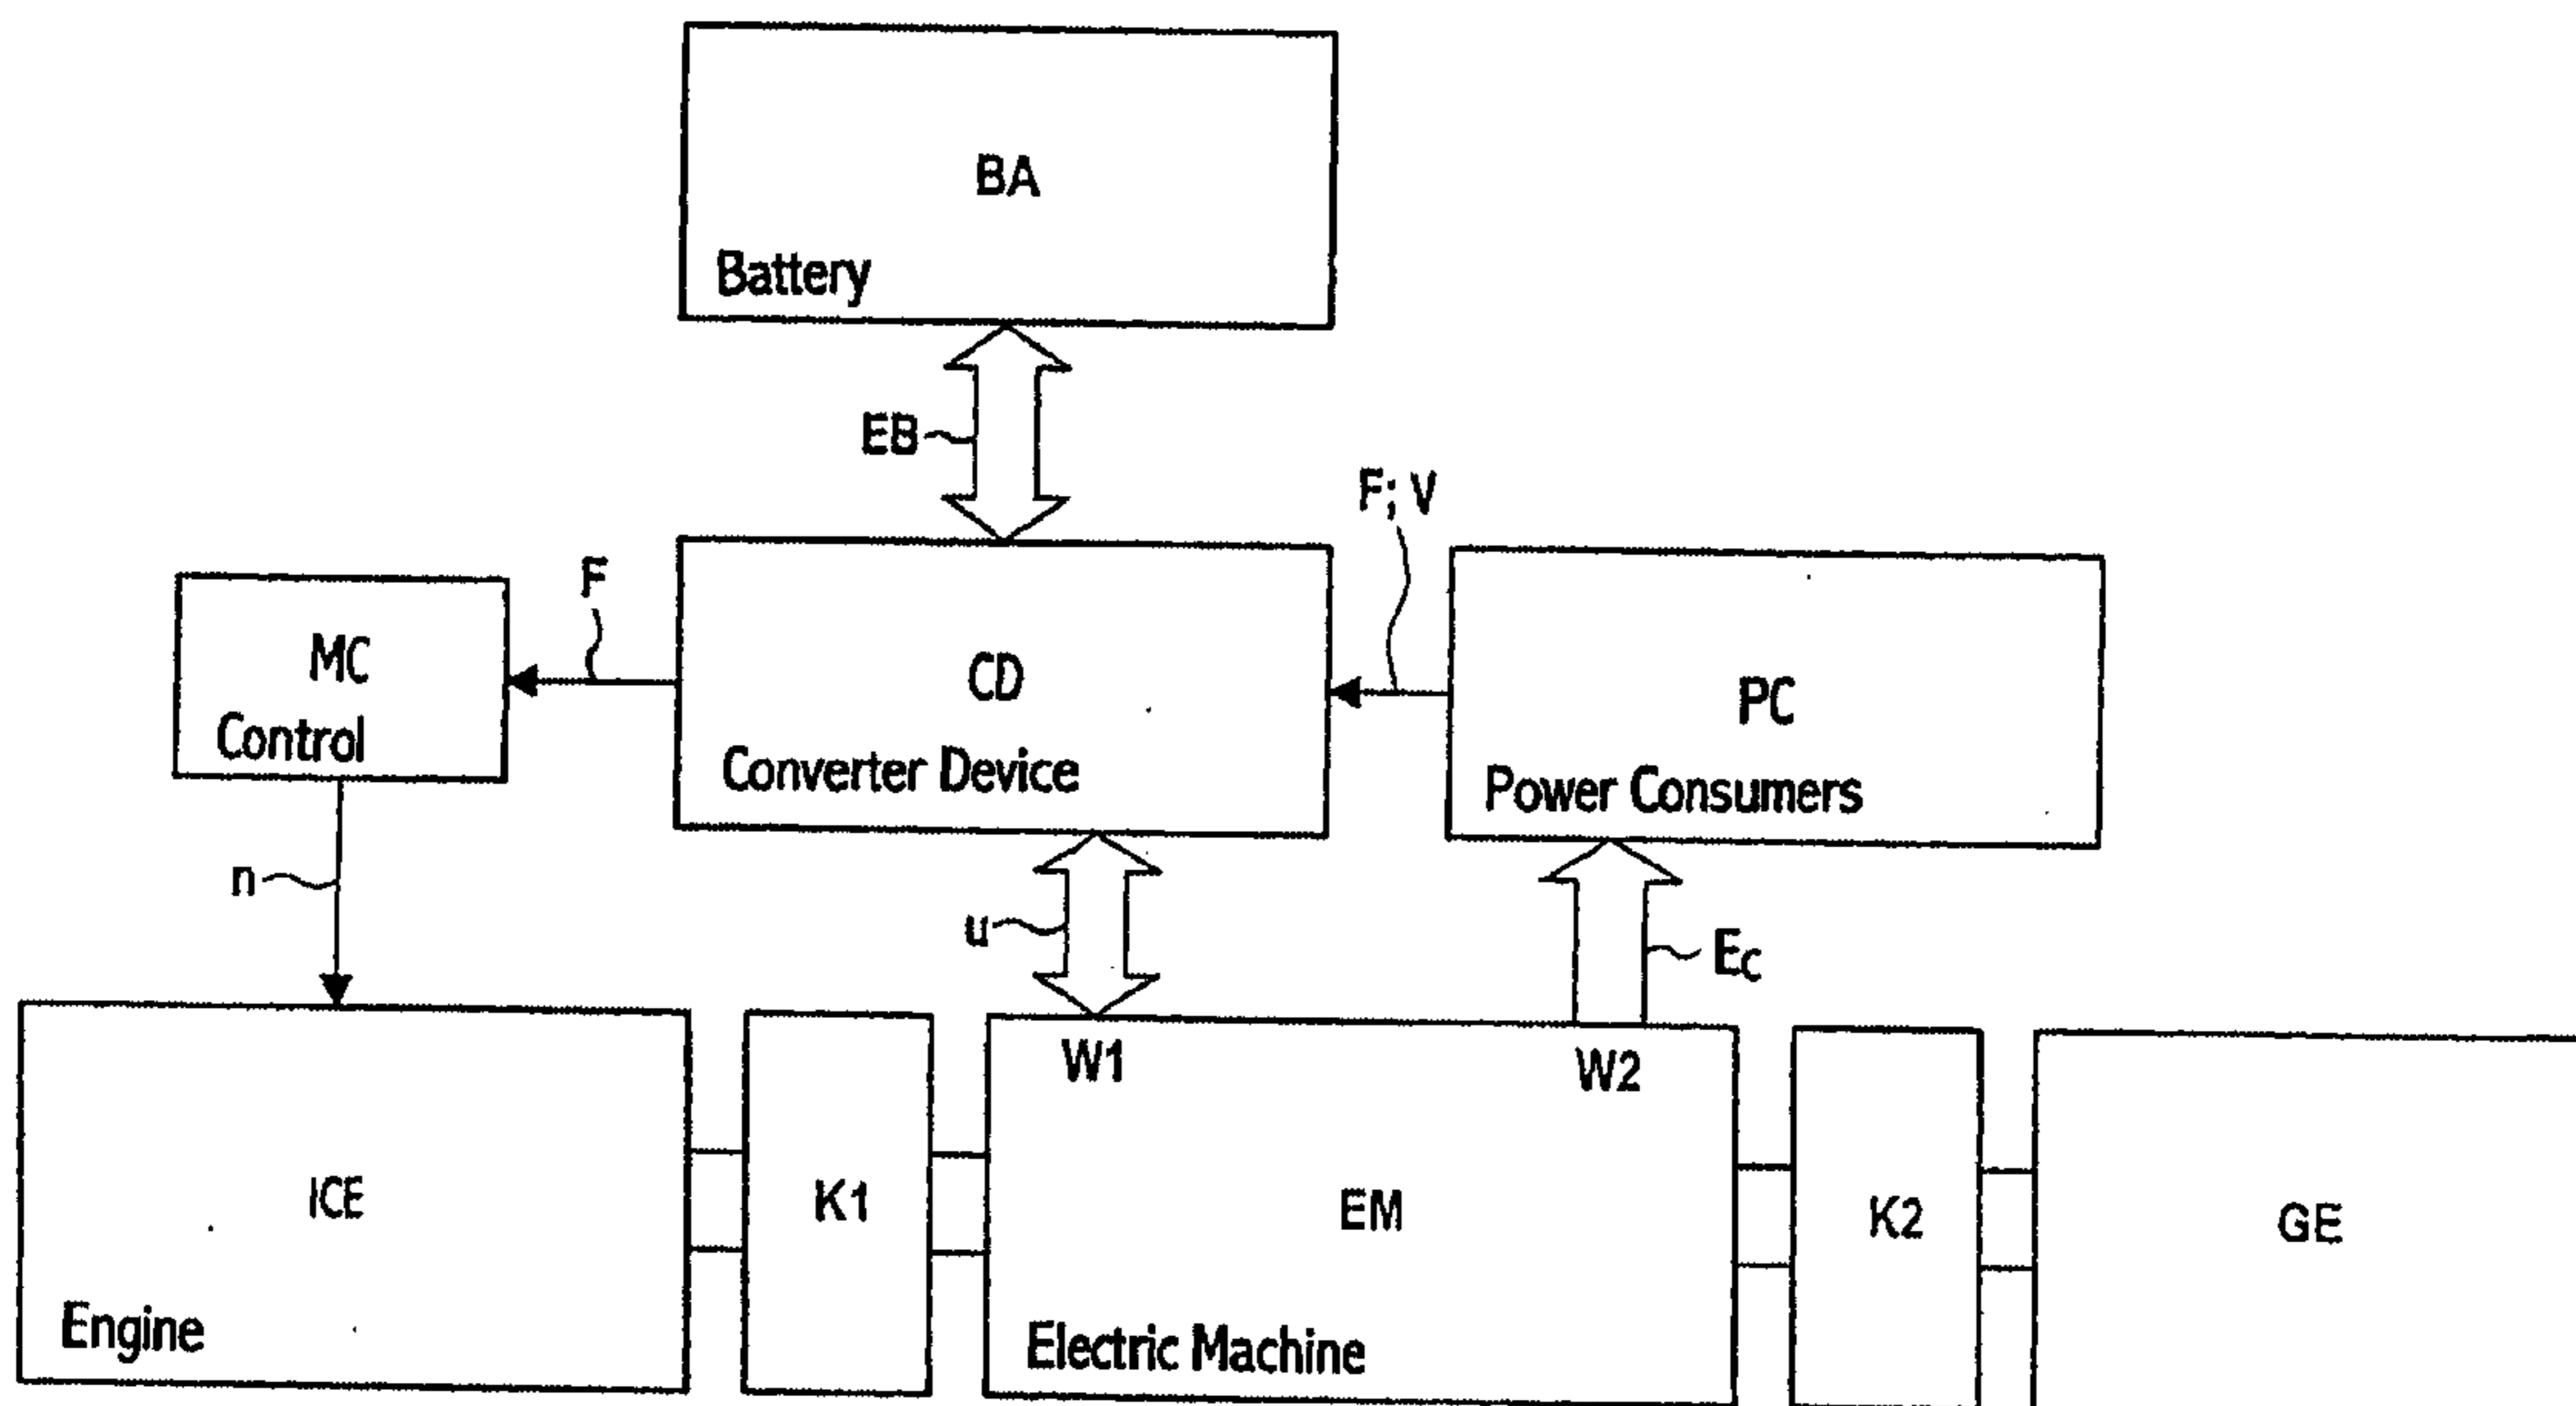 BA
Battery
EB
F; V
F
MC
Control
CD
Converter Device
PC
Power Consumers
n
u
EC
W1
W2
ICE
Engine
K1
EM
Electric Machine
K2
GE